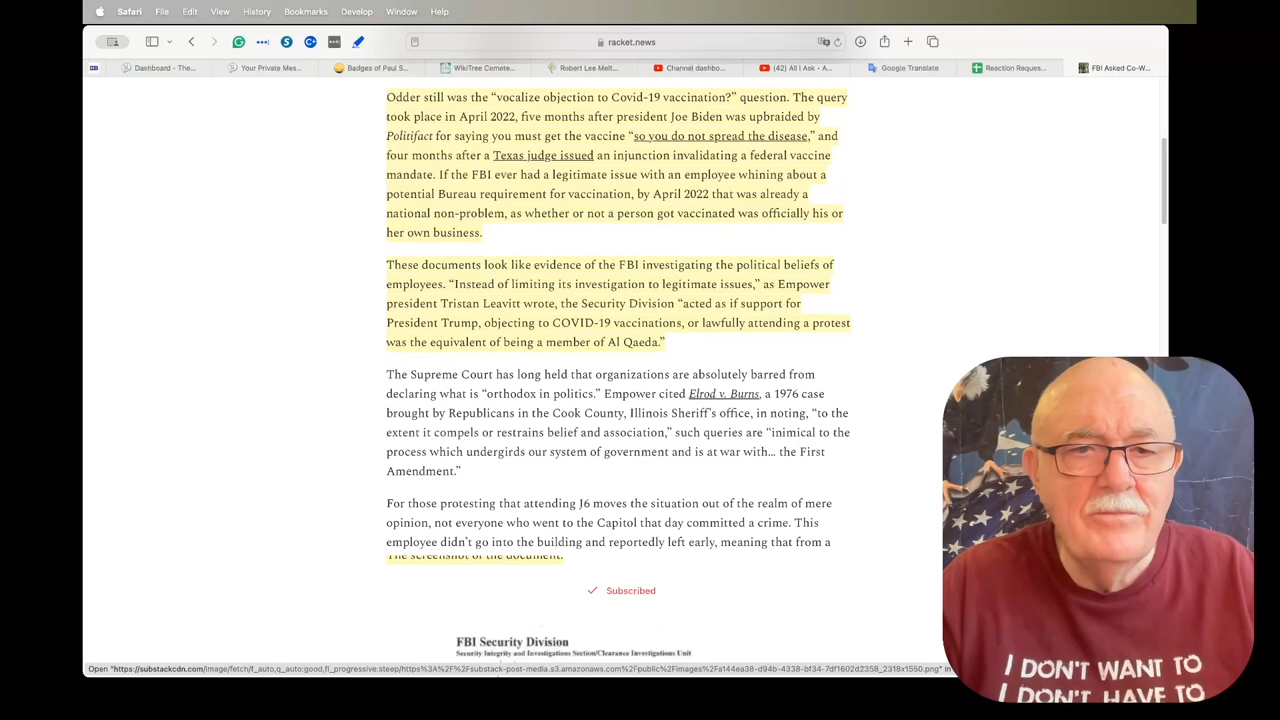 Safari File Edit View History Bookmarks Develop Window Help
racket.news
Dashboard - The... Your Private Mes... Badges of Paul S... WikiTree Cemete... Robert Lee Melt... Channel dashbo... (42) All I Ask • A... Google Translate Reaction Reques... FBI Asked Co-W...
Odder still was the “vocalize objection to Covid-19 vaccination?” question. The query
took place in April 2022, five months after president Joe Biden was upbraided by
Politifact for saying you must get the vaccine “so you do not spread the disease,” and
four months after a Texas judge issued an injunction invalidating a federal vaccine
mandate. If the FBI ever had a legitimate issue with an employee whining about a
potential Bureau requirement for vaccination, by April 2022 that was already a
national non-problem, as whether or not a person got vaccinated was officially his or
her own business.
These documents look like evidence of the FBI investigating the political beliefs of
employees. “Instead of limiting its investigation to legitimate issues,” as Empower
president Tristan Leavitt wrote, the Security Division “acted as if support for
President Trump, objecting to COVID-19 vaccinations, or lawfully attending a protest
was the equivalent of being a member of Al Qaeda.”
The Supreme Court has long held that organizations are absolutely barred from
declaring what is “orthodox in politics.” Empower cited Elrod v. Burns, a 1976 case
brought by Republicans in the Cook County, Illinois Sheriff’s office, in noting, “to the
extent it compels or restrains belief and association,” such queries are “inimical to the
process which undergirds our system of government and is at war with... the First
Amendment.”
For those protesting that attending J6 moves the situation out of the realm of mere
opinion, not everyone who went to the Capitol that day committed a crime. This
employee didn’t go into the building and reportedly left early, meaning that from a
The screenshot of the document.
Subscribed
FBI Security Division
Security Integrity and Investigations Section/Clearance Investigations Unit
Open "https://substackcdn.com/image/fetch/f_auto,q_auto:good,fl_progressive:steep/https%3A%2F%2Fsubstack-post-media.s3.amazonaws.com%2Fpublic%2Fimages%2Fa144ea38-d94b-4338-bf34-7df1602d2358_2318x1550.png" in
I DON'T WANT TO
I DON'T HAVE TO